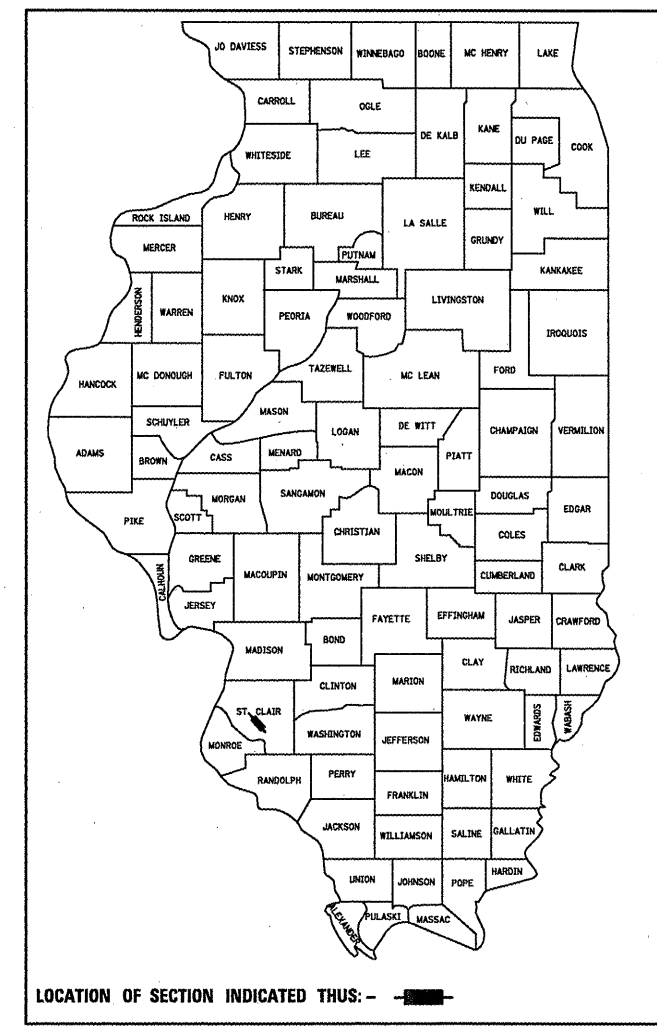 JO DAVIESS
STEPHENSON
WINNEBAGO
BOONE
MC HENRY
LAKE
CARROLL
OGLE
DE KALB
KANE
DU PAGE
COOK
WHITESIDE
LEE
KENDALL
WILL
ROCK ISLAND
HENRY
BUREAU
LA SALLE
GRUNDY
MERCER
PUTNAM
KANKAKEE
STARK
MARSHALL
HENDERSON
WARREN
KNOX
PEORIA
WOODFORD
LIVINGSTON
IROQUOIS
HANCOCK
MC DONOUGH
FULTON
TAZEWELL
MC LEAN
FORD
MASON
SCHUYLER
LOGAN
DE WITT
CHAMPAIGN
VERMILION
ADAMS
BROWN
CASS
MENARD
PIATT
MACON
MORGAN
SANGAMON
DOUGLAS
EDGAR
PIKE
SCOTT
CHRISTIAN
MOULTRIE
COLES
SHELBY
GREENE
MACOUPIN
MONTGOMERY
CUMBERLAND
CLARK
CALHOUN
JERSEY
FAYETTE
EFFINGHAM
JASPER
CRAWFORD
MADISON
BOND
CLAY
RICHLAND
LAWRENCE
CLINTON
MARION
ST. CLAIR
WAYNE
EDWARDS
WABASH
MONROE
WASHINGTON
JEFFERSON
RANDOLPH
PERRY
HAMILTON
WHITE
FRANKLIN
JACKSON
WILLIAMSON
SALINE
GALLATIN
UNION
JOHNSON
POPE
HARDIN
ALEXANDER
PULASKI
MASSAC
LOCATION OF SECTION INDICATED THUS: -